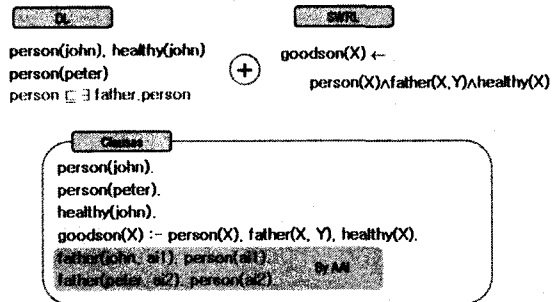 DL
SWRL
person(john), healthy(john)
person(peter)
person ⊑ ∃ father.person
+
goodson(X) ←
person(X)∧father(X,Y)∧healthy(X)
Clauses
person(john).
person(peter).
healthy(john).
goodson(X) :- person(X), father(X, Y), healthy(X).
father(john, ai1), person(ai1).
father(peter, ai2), person(ai2).
By AAI